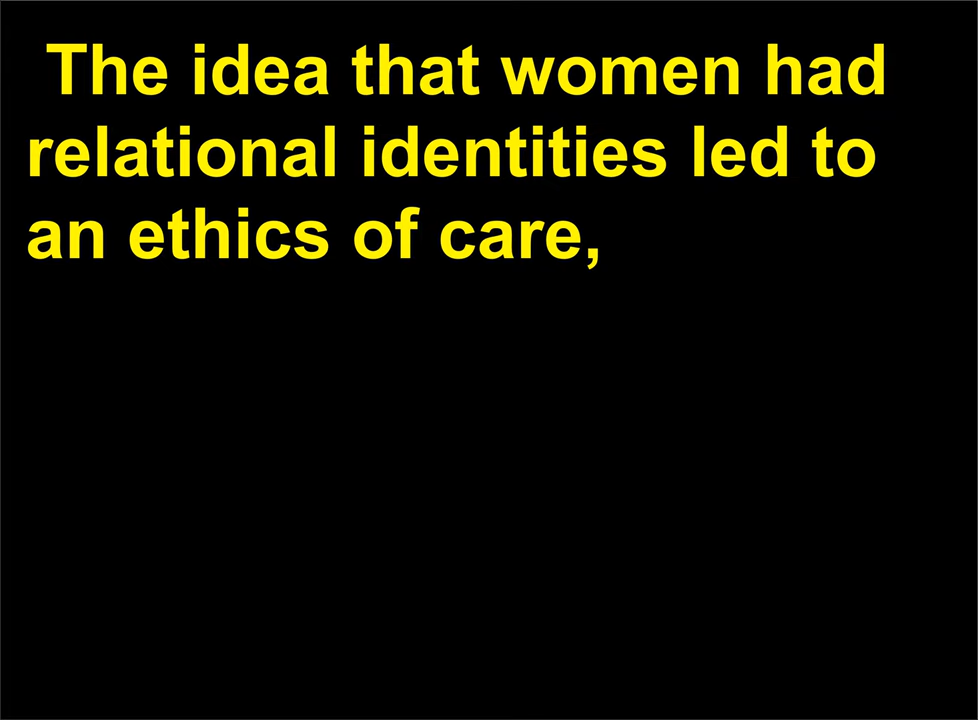 The idea that women had
relational identities led to
an ethics of care,